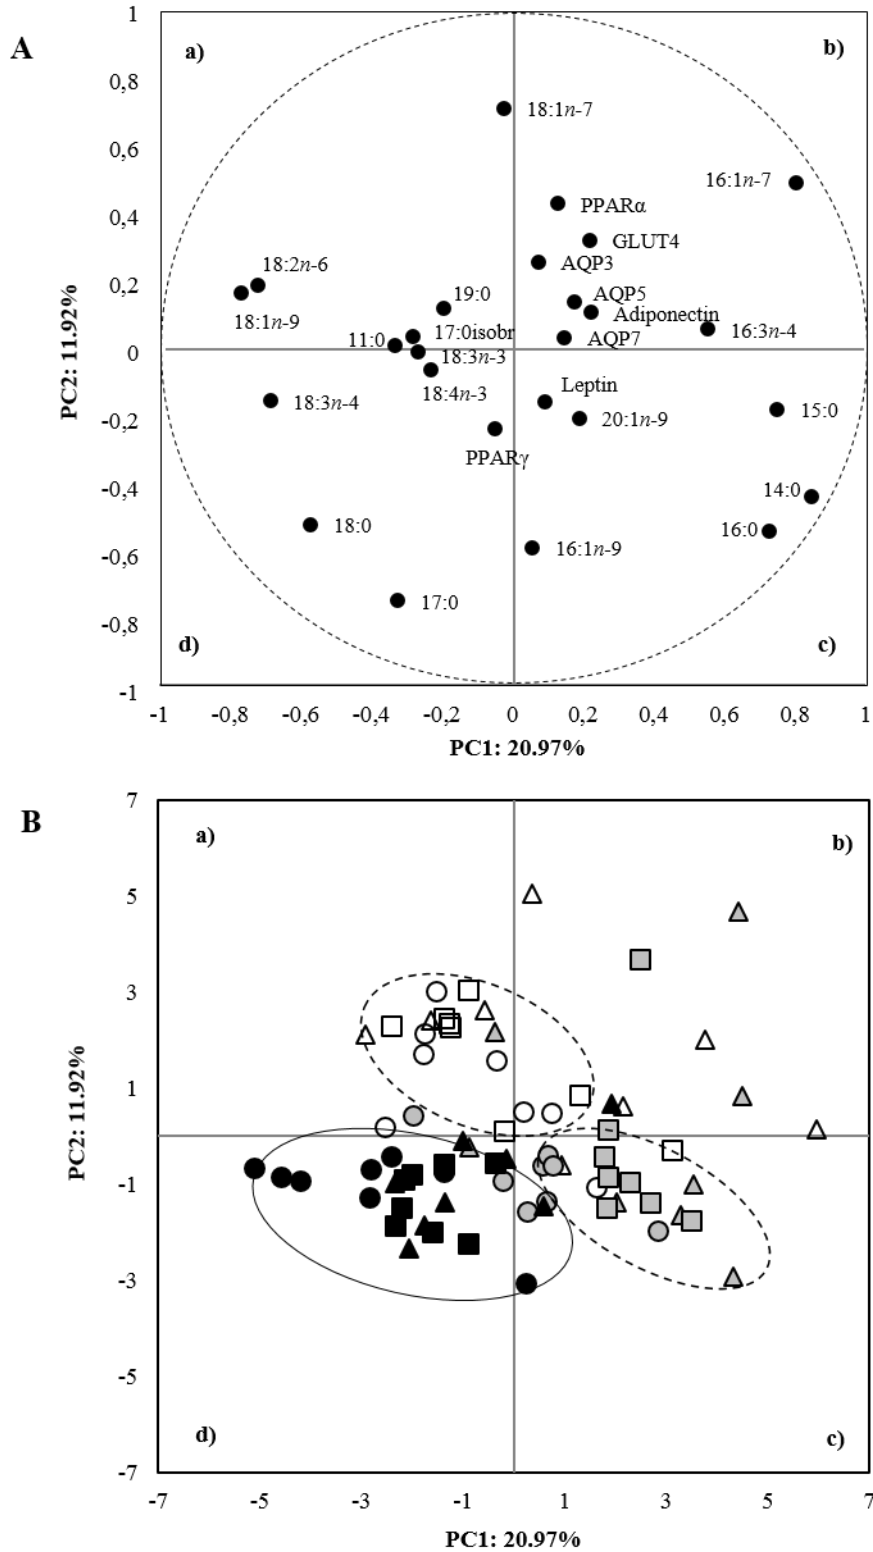 A
a)
b)
1
0,8
0,6
0,4
0,2
0
-0,2
-0,4
-0,6
-0,8
-1
PC2: 11.92%
18:1n-7
16:1n-7
PPARα
GLUT4
AQP3
18:2n-6
18:1n-9
19:0
AQP5
Adiponectin
16:3n-4
11:0
17:0isobr
AQP7
18:3n-3
18:4n-3
Leptin
18:3n-4
20:1n-9
15:0
PPARγ
14:0
18:0
16:0
16:1n-9
17:0
d)
c)
-1
-0,8
-0,6
-0,4
-0,2
0
0,2
0,4
0,6
0,8
1
PC1: 20.97%
B
a)
b)
7
5
3
1
-1
-3
-5
-7
PC2: 11.92%
d)
c)
-7
-5
-3
-1
1
3
5
7
PC1: 20.97%